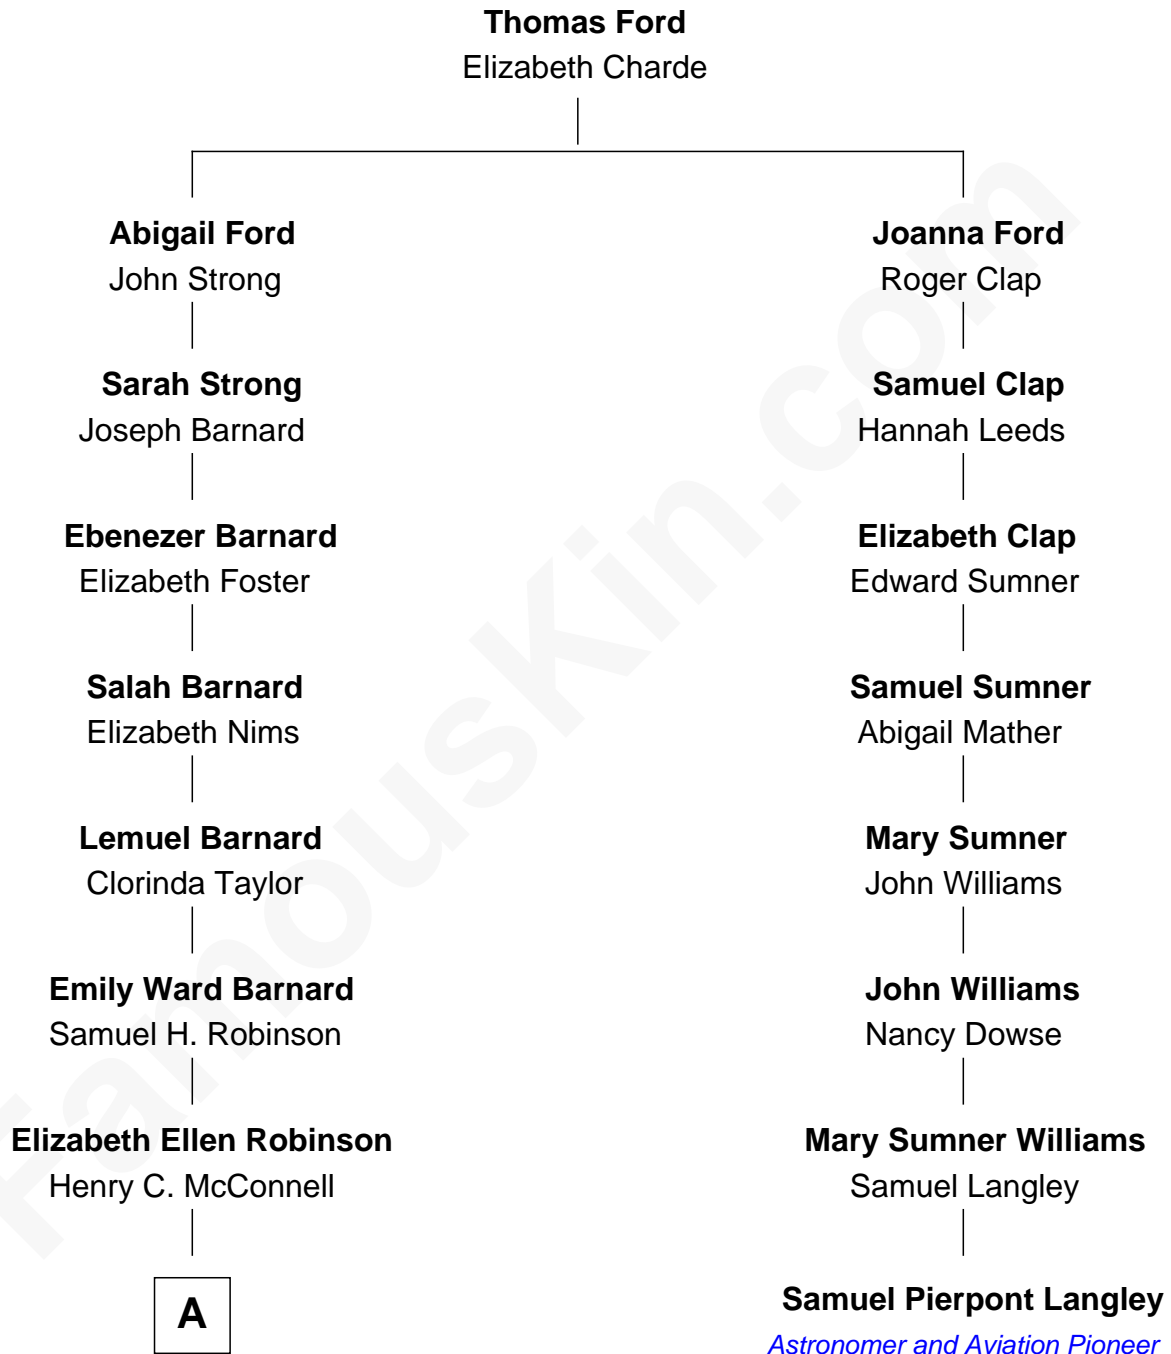 Thomas Ford
Elizabeth Charde
Abigail Ford
John Strong
Joanna Ford
Roger Clap
Sarah Strong
Joseph Barnard
Samuel Clap
Hannah Leeds
Ebenezer Barnard
Elizabeth Foster
Elizabeth Clap
Edward Sumner
Salah Barnard
Elizabeth Nims
Samuel Sumner
Abigail Mather
Lemuel Barnard
Clorinda Taylor
Mary Sumner
John Williams
Emily Ward Barnard
Samuel H. Robinson
John Williams
Nancy Dowse
Elizabeth Ellen Robinson
Henry C. McConnell
Mary Sumner Williams
Samuel Langley
A
Samuel Pierpont Langley
Astronomer and Aviation Pioneer
FamousKin.com